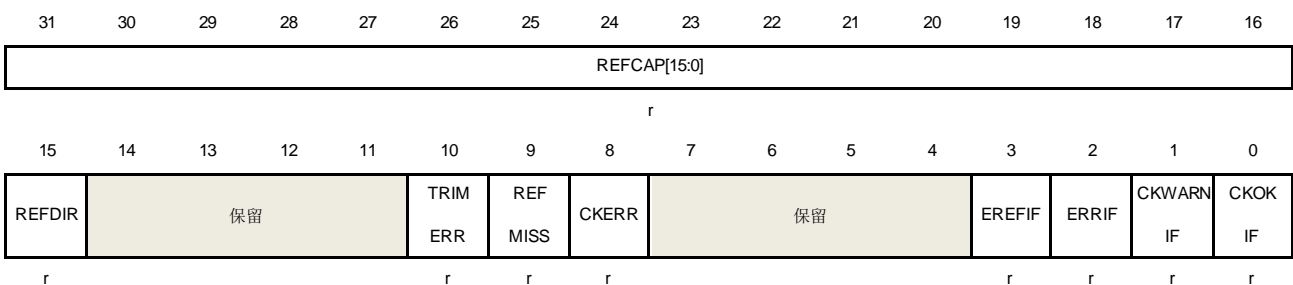 31 30 29 28 27 26 25 24 23 22 21 20 19 18 17 16
REFCAP[15:0]
r
15 14 13 12 11 10 9 8 7 6 5 4 3 2 1 0
REFDIR 保留 TRIM ERR REF MISS CKERR 保留 EREFIF ERRIF CKWARN IF CKOK IF
r r r r r r r r